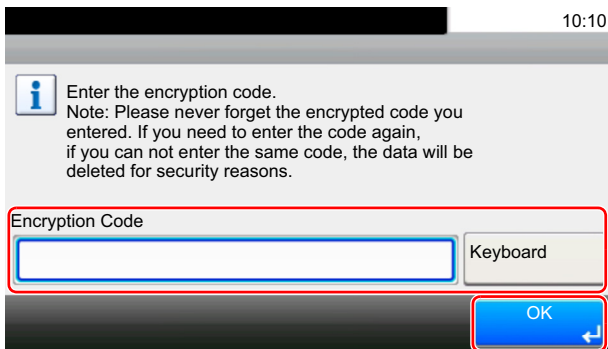 10:10
Enter the encryption code.
Note: Please never forget the encrypted code you
entered. If you need to enter the code again,
if you can not enter the same code, the data will be
deleted for security reasons.
Encryption Code
Keyboard
OK